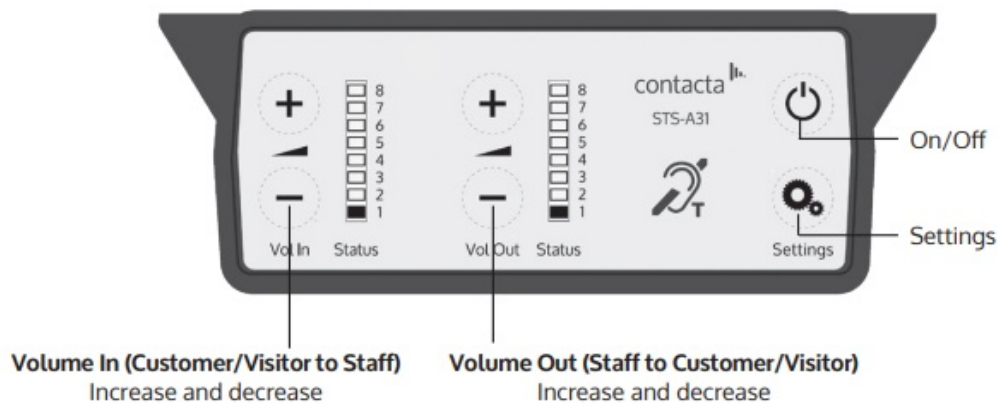 8
7
6
5
4
3
2
1
8
7
6
5
4
3
2
1
+
+
−
−
contacta
STS-A31
T
Vol In
Status
Vol Out
Status
Settings
On/Off
Settings
Volume In (Customer/Visitor to Staff)
Increase and decrease
Volume Out (Staff to Customer/Visitor)
Increase and decrease